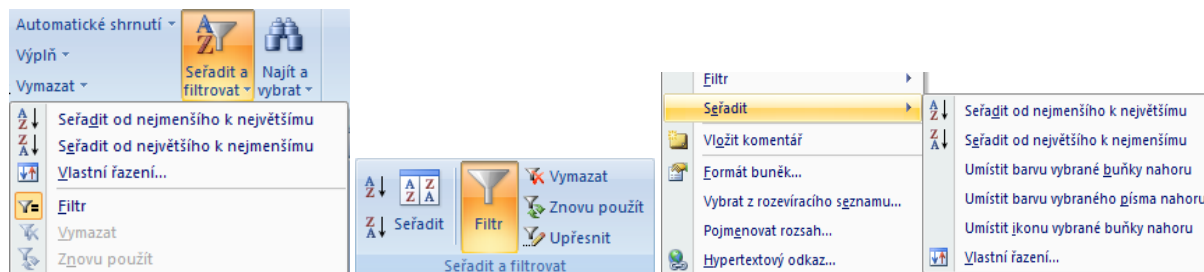 Automatické shrnutí
Výplň
Vymazat
Seřadit a
filtrovat
Najít a
vybrat
Seřadit od nejmenšího k největšímu
Seřadit od největšího k nejmenšímu
Vlastní řazení...
Filtr
Vymazat
Znovu použít
Seřadit
Filtr
Vymazat
Znovu použít
Upřesnit
Seřadit a filtrovat
Filtr
Seřadit
Vložit komentář
Formát buněk...
Vybrat z rozevíracího seznamu...
Pojmenovat rozsah...
Hypertextový odkaz...
Seřadit od nejmenšího k největšímu
Seřadit od největšího k nejmenšímu
Umístit barvu vybrané buňky nahoru
Umístit barvu vybraného písma nahoru
Umístit ikonu vybrané buňky nahoru
Vlastní řazení...